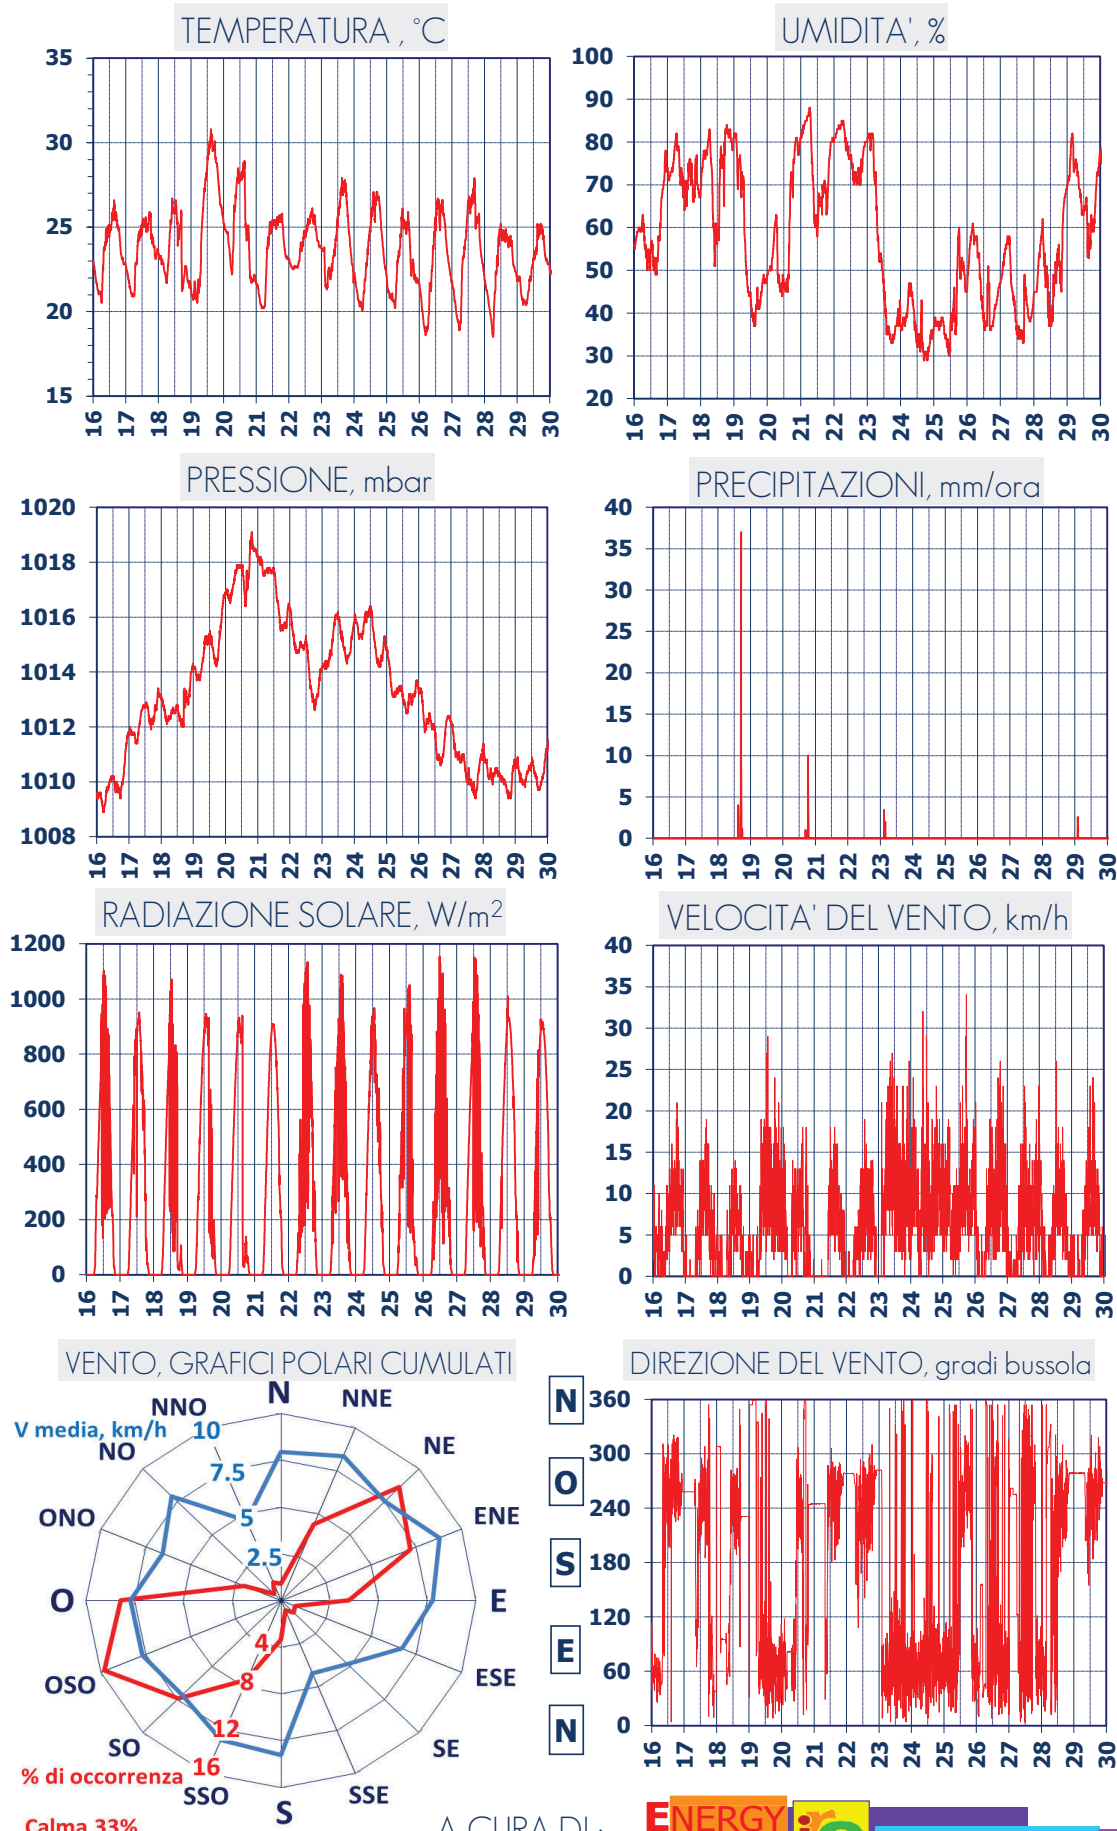 TEMPERATURA , °C
UMIDITA', %
35
30
25
20
15
16 17 18 19 20 21 22 23 24 25 26 27 28 29 30
100
90
80
70
60
50
40
30
20
16 17 18 19 20 21 22 23 24 25 26 27 28 29 30
PRESSIONE, mbar
PRECIPITAZIONI, mm/ora
1020
1018
1016
1014
1012
1010
1008
16 17 18 19 20 21 22 23 24 25 26 27 28 29 30
40
35
30
25
20
15
10
5
0
16 17 18 19 20 21 22 23 24 25 26 27 28 29 30
RADIAZIONE SOLARE, W/m²
VELOCITA' DEL VENTO, km/h
1200
1000
800
600
400
200
0
16 17 18 19 20 21 22 23 24 25 26 27 28 29 30
40
35
30
25
20
15
10
5
0
16 17 18 19 20 21 22 23 24 25 26 27 28 29 30
VENTO, GRAFICI POLARI CUMULATI
DIREZIONE DEL VENTO, gradi bussola
N
NNE
NE
ENE
E
ESE
SE
SSE
S
SSO
SO
OSO
O
ONO
NO
NNO
V media, km/h
10
7.5
5
2.5
4
8
12
16
% di occorrenza
Calma 33%
N
O
S
E
N
360
300
240
180
120
60
0
16 17 18 19 20 21 22 23 24 25 26 27 28 29 30
A CURA DI:
ENERGY